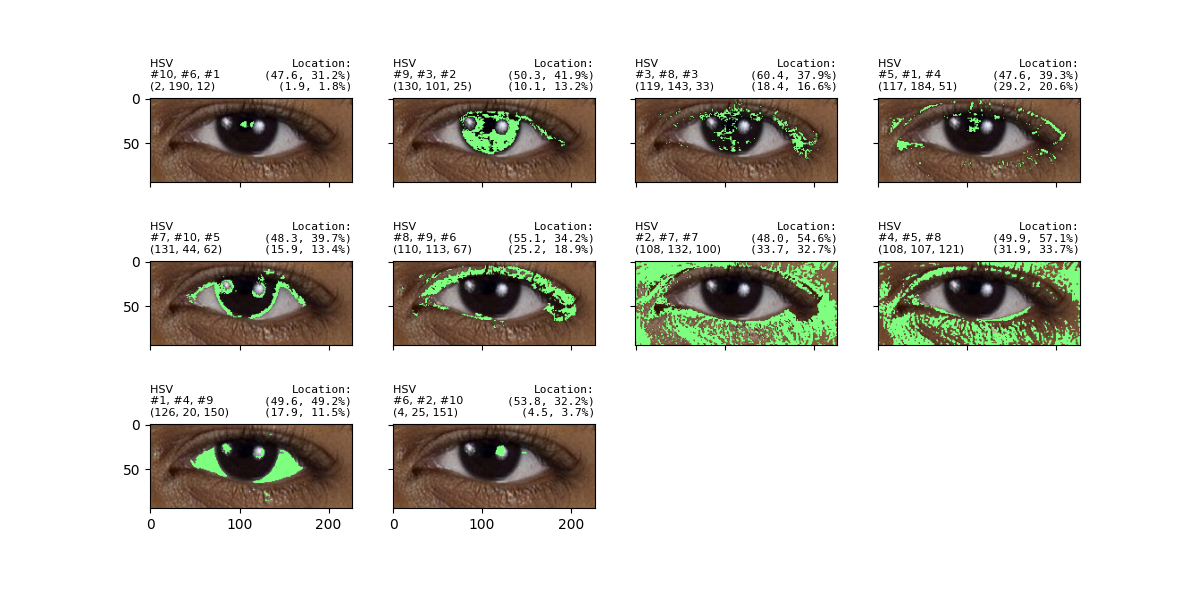 HSV Location:
#10, #6, #1 (47.6, 31.2%)
(2, 190, 12) (1.9, 1.8%)
HSV Location:
#9, #3, #2 (50.3, 41.9%)
(130, 101, 25) (10.1, 13.2%)
HSV Location:
#3, #8, #3 (60.4, 37.9%)
(119, 143, 33) (18.4, 16.6%)
HSV Location:
#5, #1, #4 (47.6, 39.3%)
(117, 184, 51) (29.2, 20.6%)
0
50
HSV Location:
#7, #10, #5 (48.3, 39.7%)
(131, 44, 62) (15.9, 13.4%)
HSV Location:
#8, #9, #6 (55.1, 34.2%)
(110, 113, 67) (25.2, 18.9%)
HSV Location:
#2, #7, #7 (48.0, 54.6%)
(108, 132, 100) (33.7, 32.7%)
HSV Location:
#4, #5, #8 (49.9, 57.1%)
(108, 107, 121) (31.9, 33.7%)
0
50
HSV Location:
#1, #4, #9 (49.6, 49.2%)
(126, 20, 150) (17.9, 11.5%)
HSV Location:
#6, #2, #10 (53.8, 32.2%)
(4, 25, 151) (4.5, 3.7%)
0
50
0 100 200
0 100 200